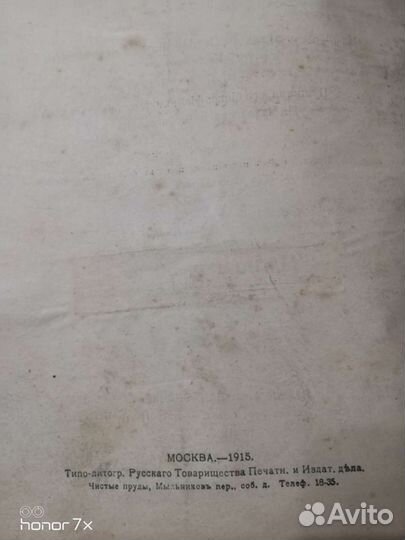 МОСКВА.—1915.
Типо-литогр. Русскаго Товарищества Печатн. и Издат. дѣла.
Чистые пруды, Мыльниковъ пер., соб. д. Телеф. 18-35.
honor 7x
Avito